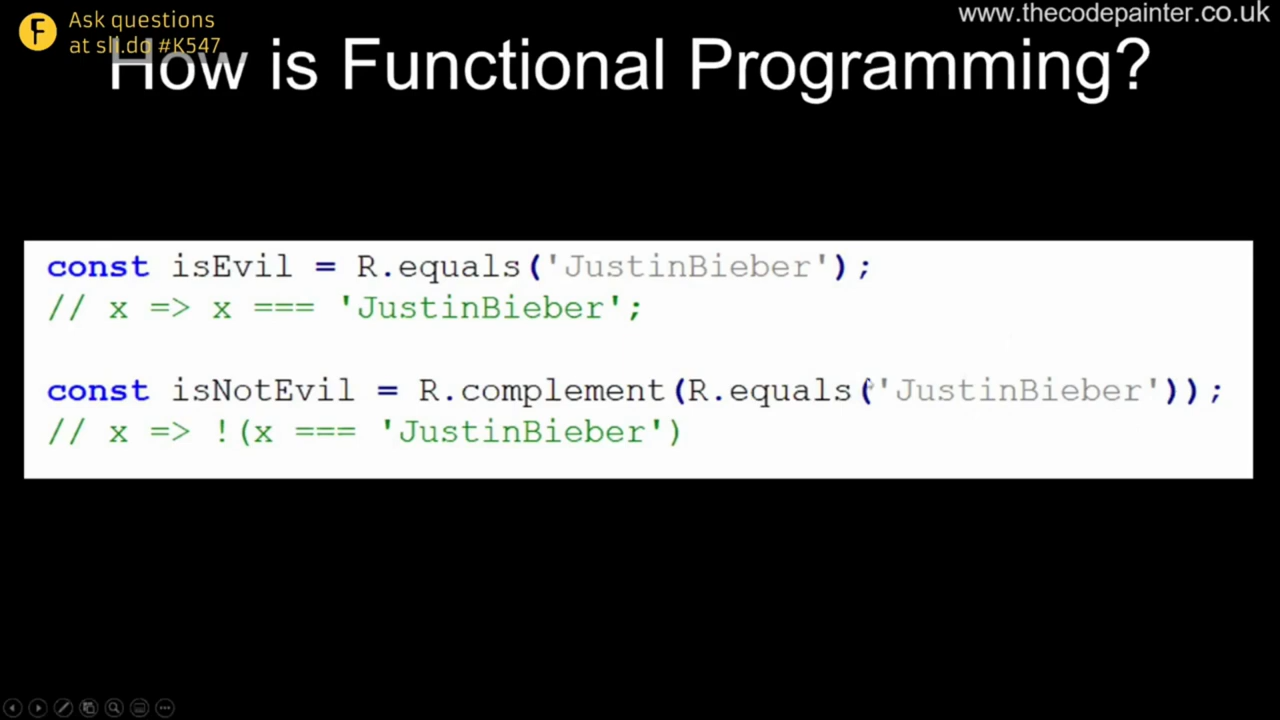 Ask questions
at sli.do #K547
www.thecodepainter.co.uk
How is Functional Programming?
const isEvil = R.equals('JustinBieber');
// x => x === 'JustinBieber';
const isNotEvil = R.complement(R.equals('JustinBieber'));
// x => !(x === 'JustinBieber')